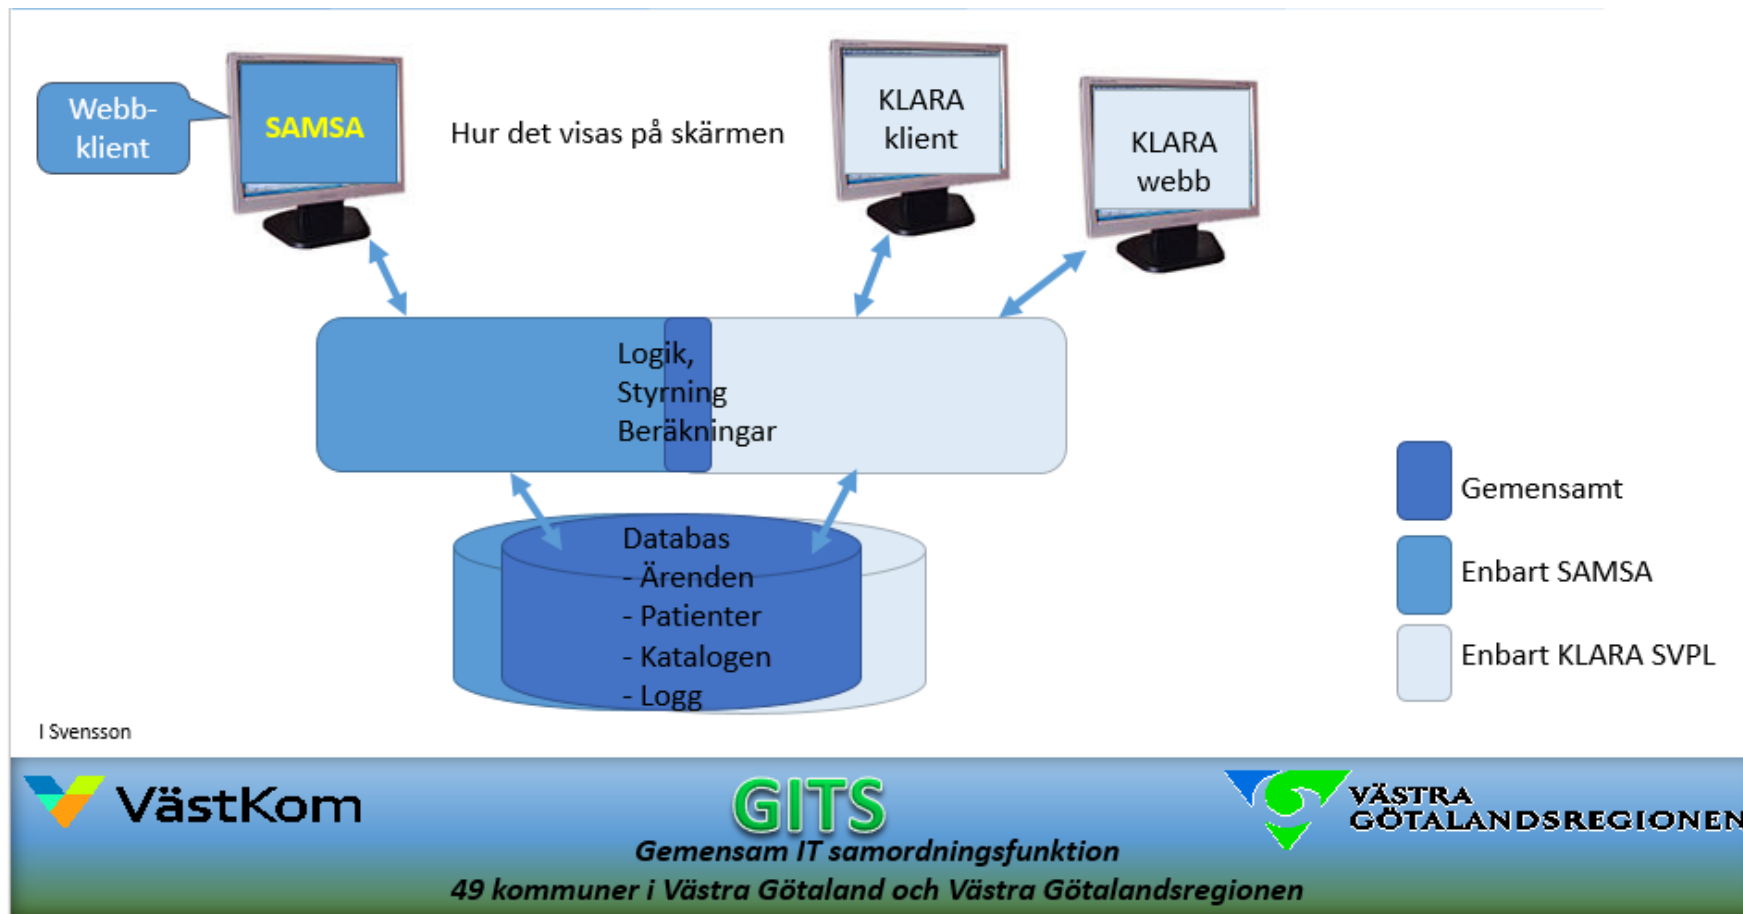 Webb-
klient
SAMSA
Hur det visas på skärmen
KLARA
klient
KLARA
webb
Logik,
Styrning
Beräkningar
Databas
- Ärenden
- Patienter
- Katalogen
- Logg
Gemensamt
Enbart SAMSA
Enbart KLARA SVPL
I Svensson
VästKom
GITS
Gemensam IT samordningsfunktion
49 kommuner i Västra Götaland och Västra Götalandsregionen
VÄSTRA
GÖTALANDSREGIONEN